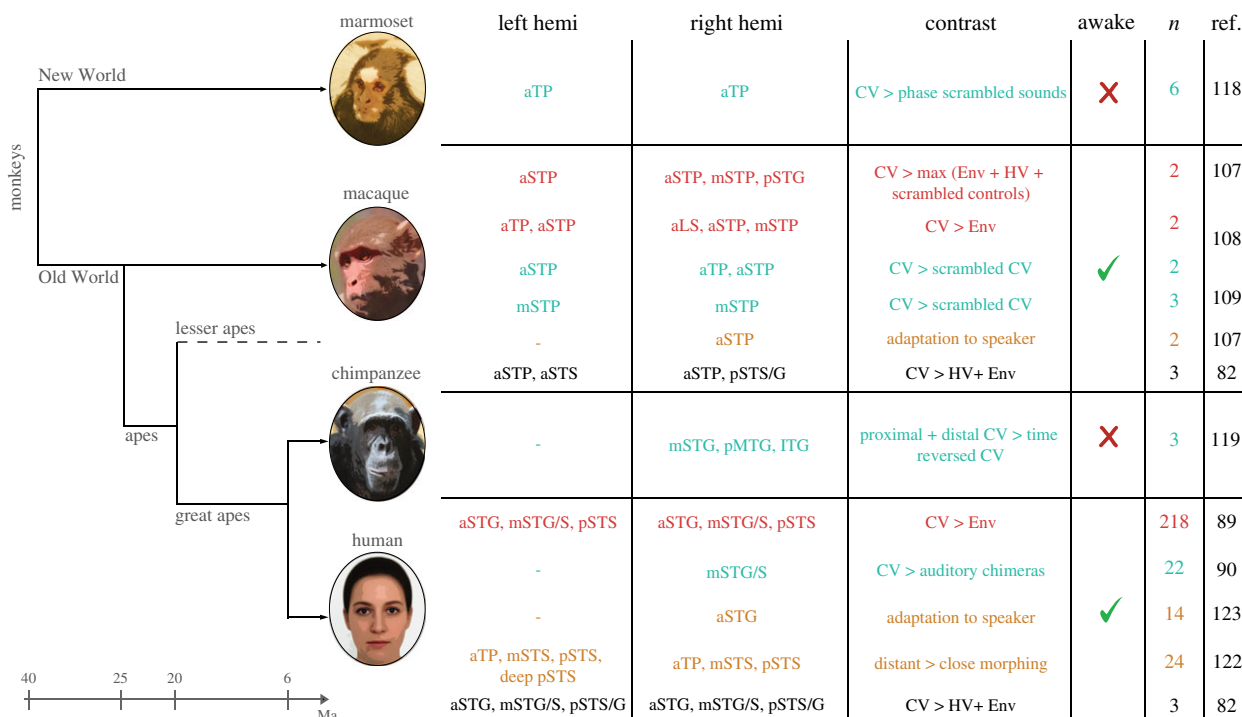 marmoset left hemi right hemi contrast awake n ref.
New World
aTP aTP CV > phase scrambled sounds ✗ 6 118
monkeys
macaque
aSTP aSTP, mSTP, pSTG CV > max (Env + HV + scrambled controls) 2 107
aTP, aSTP aLS, aSTP, mSTP CV > Env 2 108
Old World
aSTP aTP, aSTP CV > scrambled CV ✓ 2
mSTP mSTP CV > scrambled CV 3 109
lesser apes
- aSTP adaptation to speaker 2 107
chimpanzee
aSTP, aSTS aSTP, pSTS/G CV > HV+ Env 3 82
apes
- mSTG, pMTG, ITG proximal + distal CV > time reversed CV ✗ 3 119
great apes
human
aSTG, mSTG/S, pSTS aSTG, mSTG/S, pSTS CV > Env 218 89
- mSTG/S CV > auditory chimeras 22 90
- aSTG adaptation to speaker ✓ 14 123
aTP, mSTS, pSTS, deep pSTS aTP, mSTS, pSTS distant > close morphing 24 122
aSTG, mSTG/S, pSTS/G aSTG, mSTG/S, pSTS/G CV > HV+ Env 3 82
40 25 20 6
Ma